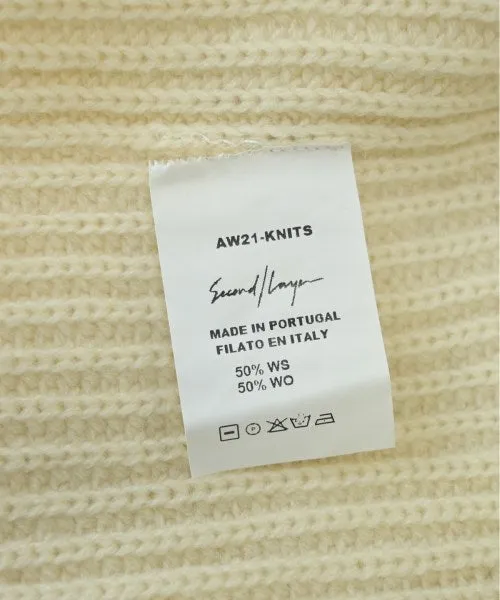 AW21-KNITS
Second/Layer
MADE IN PORTUGAL
FILATO EN ITALY
50% WS
50% WO
P